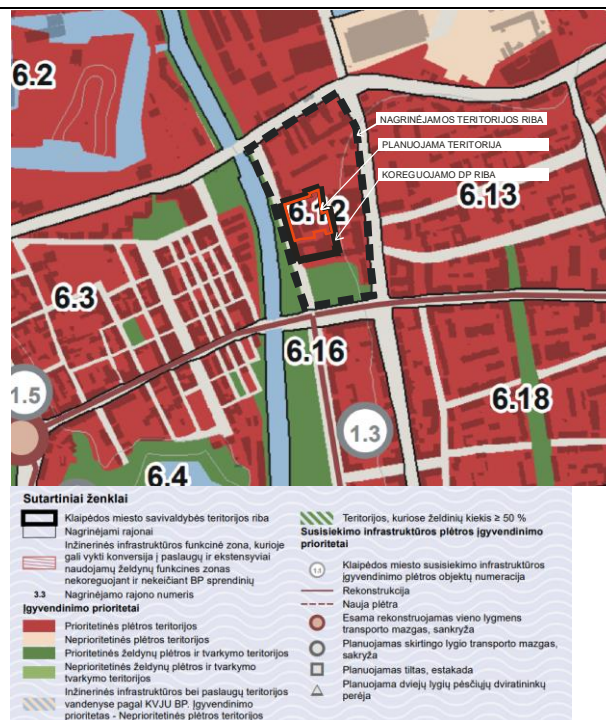 6.2
NAGRINĖJAMOS TERITORIJOS RIBA
PLANUOJAMA TERITORIJA
KOREGUOJAMO DP RIBA
6.12
6.13
6.3
6.16
1.5
1.3
6.18
6.4
Sutartiniai ženklai
Klaipėdos miesto savivaldybės teritorijos riba
Nagrinėjami rajonai
Inžinerinės infrastruktūros funkcinė zona, kurioje
gali vykti konversija į paslaugų ir ekstensyviai
naudojamų želdynų funkcines zonas
nekoreguojant ir nekeičiant BP sprendinių
3.3 Nagrinėjamo rajono numeris
Įgyvendinimo prioritetai
Prioritetinės plėtros teritorijos
Neprioritetinės plėtros teritorijos
Prioritetinės želdynų plėtros ir tvarkymo teritorijos
Neprioritetinės želdynų plėtros ir tvarkymo
tvarkymo teritorijos
Inžinerinės infrastruktūros bei paslaugų teritorijos
vandenyse pagal KVJU BP. Įgyvendinimo
prioritetas - Neprioritetinės plėtros teritorijos
Teritorijos, kuriose želdinių kiekis ≥ 50 %
Susisiekimo infrastruktūros plėtros įgyvendinimo
prioritetai
1.1 Klaipėdos miesto susisiekimo infrastruktūros
įgyvendinimo plėtros objektų numeracija
Rekonstrukcija
Nauja plėtra
Esama rekonstruojamas vieno lygmens
transporto mazgas, sankryža
Planuojamas skirtingo lygio transporto mazgas,
sakryža
Planuojamas tiltas, estakada
Planuojama dviejų lygių pėsčiųjų dviratininkų
perėja